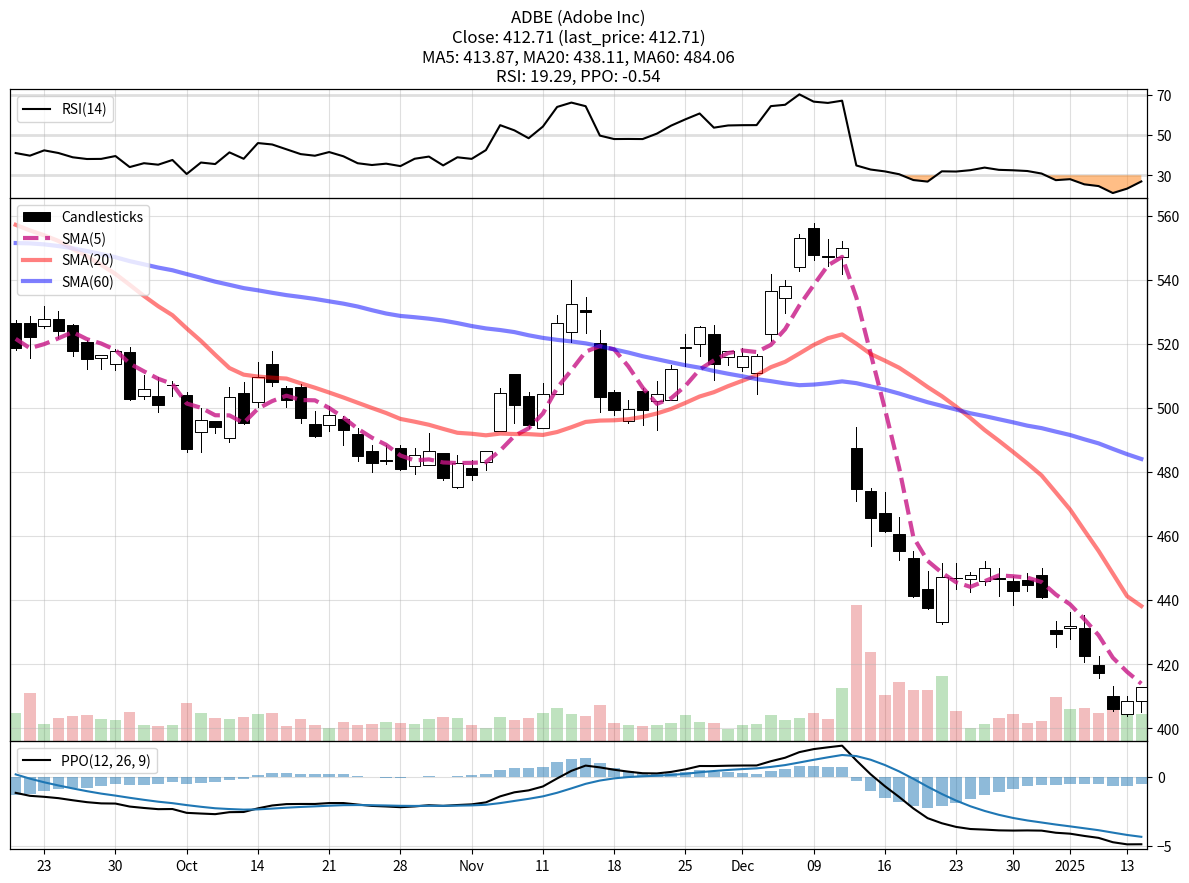 ADBE (Adobe Inc)
Close: 412.71 (last_price: 412.71)
MA5: 413.87, MA20: 438.11, MA60: 484.06
RSI: 19.29, PPO: -0.54
RSI(14)
70
50
30
Candlesticks
SMA(5)
SMA(20)
SMA(60)
560
540
520
500
480
460
440
420
400
PPO(12, 26, 9)
0
−5
23 30 Oct 14 21 28 Nov 11 18 25 Dec 09 16 23 30 2025 13